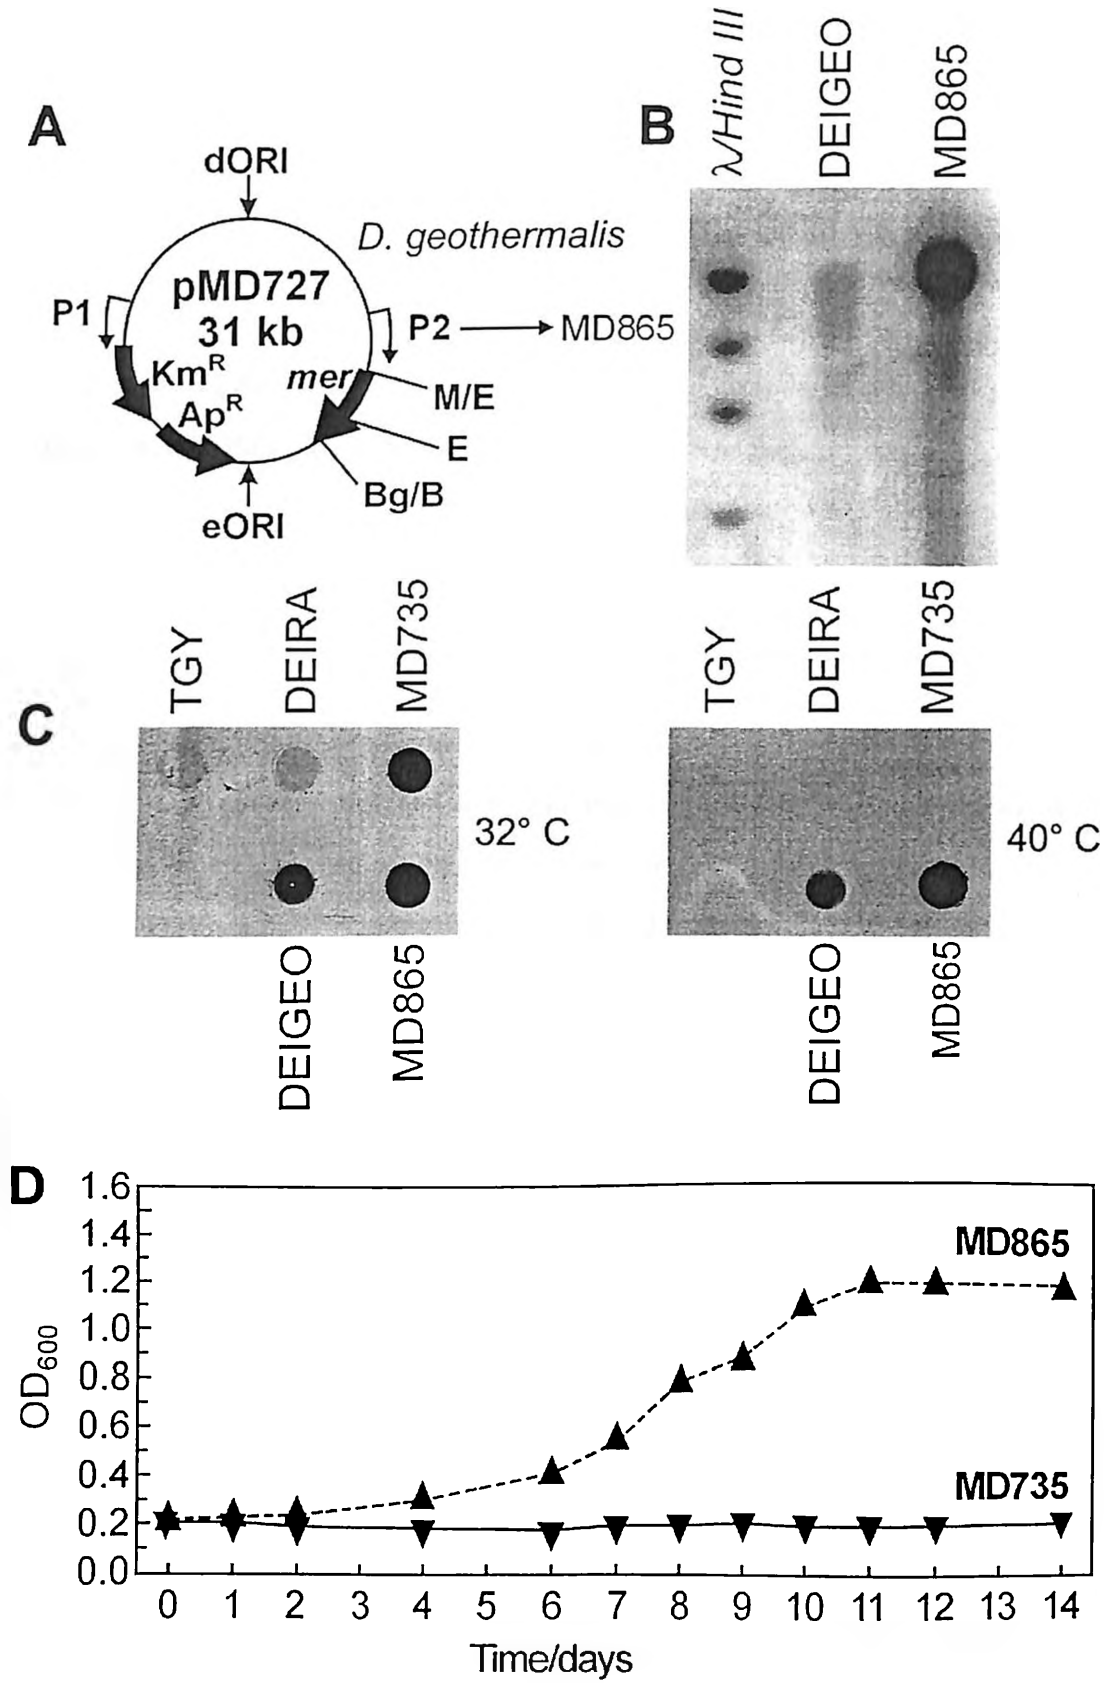 A
dORI
D. geothermalis
pMD727
31 kb
P1
P2
MD865
Km^R
mer
Ap^R
M/E
E
Bg/B
eORI
B
λ/Hind III
DEIGEO
MD865
C
TGY
DEIRA
MD735
32° C
DEIGEO
MD865
TGY
DEIRA
MD735
40° C
DEIGEO
MD865
D
1.6
1.4
1.2
1.0
0.8
0.6
0.4
0.2
0.0
OD600
MD865
MD735
0 1 2 3 4 5 6 7 8 9 10 11 12 13 14
Time/days